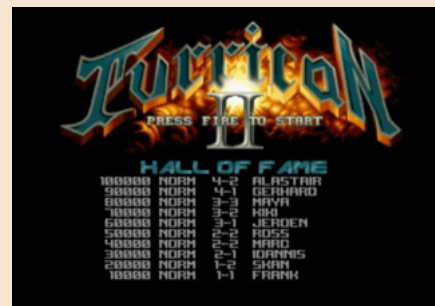 Turrican
II
PRESS FIRE TO START
HALL OF FAME
100000 NORM 4-2 ALASTAIR
90000 NORM 4-1 GERHARD
80000 NORM 3-3 MAYA
70000 NORM 3-2 KIKI
60000 NORM 3-1 JEROEN
50000 NORM 2-2 ROSS
40000 NORM 2-2 MARC
30000 NORM 2-1 IOANNIS
20000 NORM 1-2 SKAN
10000 NORM 1-1 FRANK